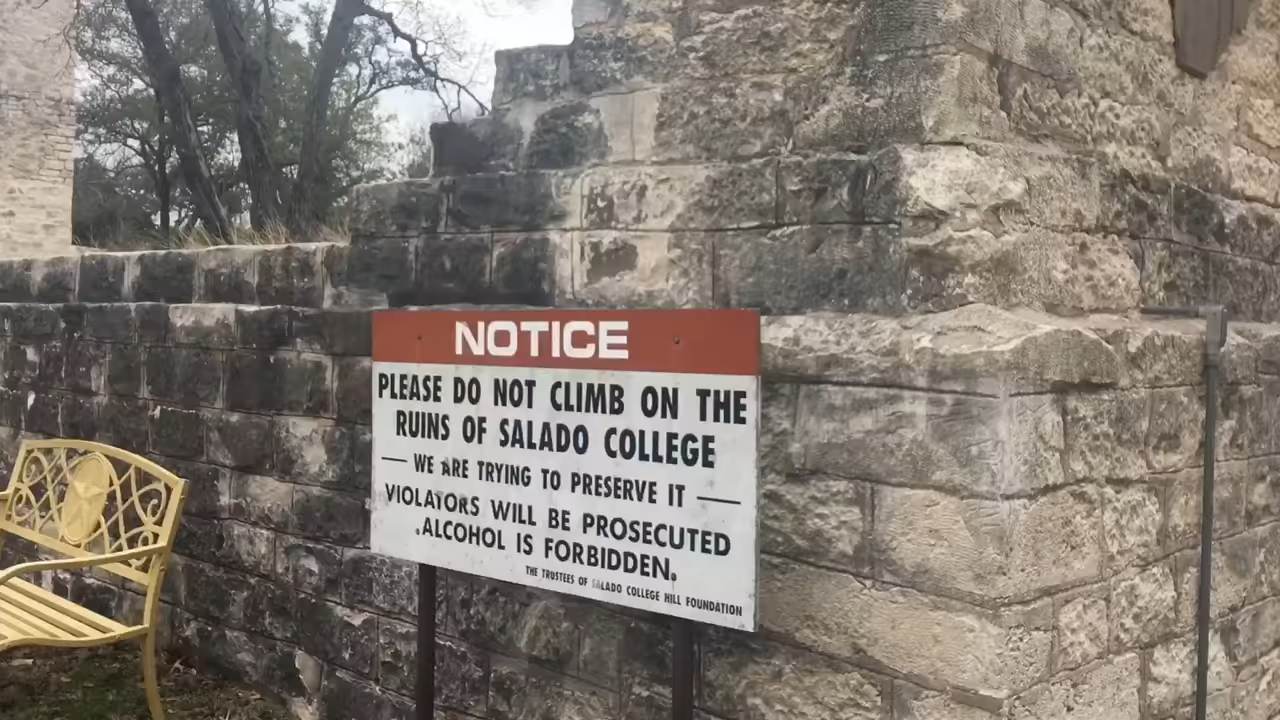 NOTICE
PLEASE DO NOT CLIMB ON THE
RUINS OF SALADO COLLEGE
— WE ARE TRYING TO PRESERVE IT —
VIOLATORS WILL BE PROSECUTED
.ALCOHOL IS FORBIDDEN.
THE TRUSTEES OF SALADO COLLEGE HILL FOUNDATION